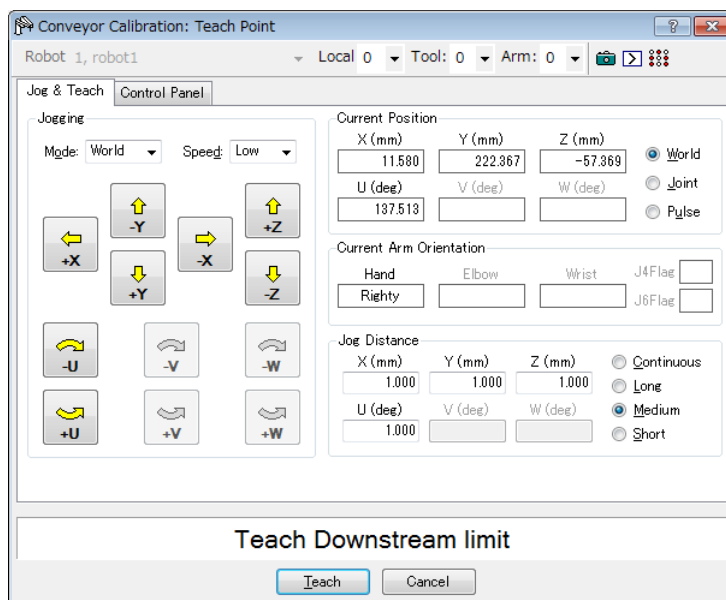 Conveyor Calibration: Teach Point
Robot 1, robot1 Local 0 Tool: 0 Arm: 0
Jog & Teach Control Panel
Jogging
Mode: World Speed: Low
-Y
+Z
+X
-X
+Y
-Z
-U -V -W
+U +V +W
Current Position
X (mm) Y (mm) Z (mm)
11.580 222.367 -57.369
U (deg) V (deg) W (deg)
137.513
World
Joint
Pulse
Current Arm Orientation
Hand Elbow Wrist J4Flag
Righty J6Flag
Jog Distance
X (mm) Y (mm) Z (mm)
1.000 1.000 1.000
U (deg) V (deg) W (deg)
1.000
Continuous
Long
Medium
Short
Teach Downstream limit
Teach Cancel